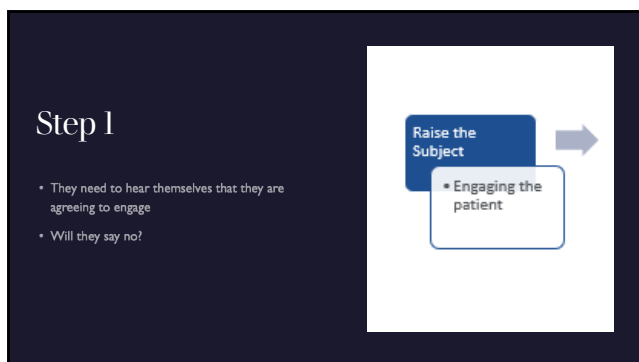 Step 1
• They need to hear themselves that they are
agreeing to engage
• Will they say no?
Raise the
Subject
• Engaging the
patient